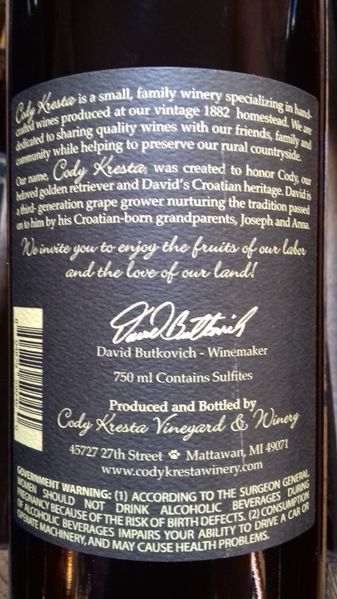 Cody Kresta is a small, family winery specializing in hand-
crafted wines produced at our vintage 1882 homestead. We are
dedicated to sharing quality wines with our friends, family and
community while helping to preserve our rural countryside.
Our name, Cody Kresta, was created to honor Cody, our
beloved golden retriever and David's Croatian heritage. David is
a third-generation grape grower nurturing the tradition passed
on to him by his Croatian-born grandparents, Joseph and Anna.
We invite you to enjoy the fruits of our labor
and the love of our land!
David Butkovich
David Butkovich - Winemaker
750 ml Contains Sulfites
Produced and Bottled by
Cody Kresta Vineyard & Winery
45727 27th Street Mattawan, MI 49071
www.codykrestawinery.com
GOVERNMENT WARNING: (1) ACCORDING TO THE SURGEON GENERAL,
WOMEN SHOULD NOT DRINK ALCOHOLIC BEVERAGES DURING
PREGNANCY BECAUSE OF THE RISK OF BIRTH DEFECTS. (2) CONSUMPTION
OF ALCOHOLIC BEVERAGES IMPAIRS YOUR ABILITY TO DRIVE A CAR OR
OPERATE MACHINERY, AND MAY CAUSE HEALTH PROBLEMS.